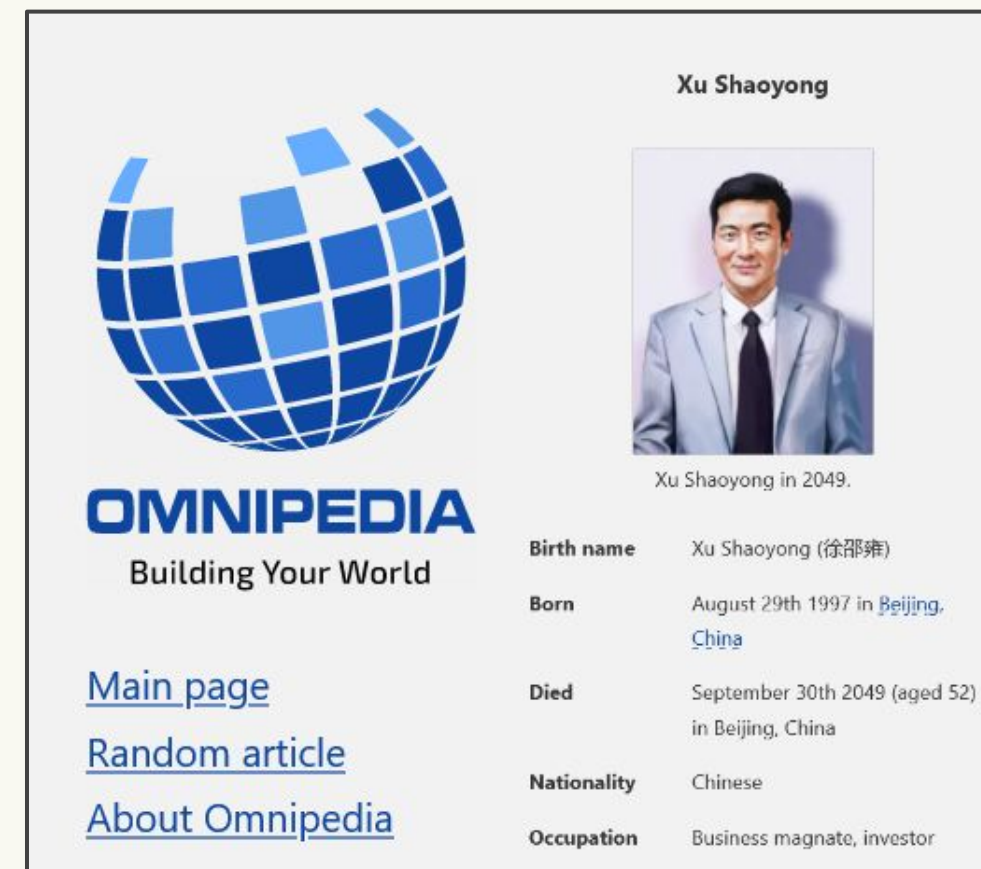 OMNIPEDIA
Building Your World
Main page
Random article
About Omnipedia
Xu Shaoyong
Xu Shaoyong in 2049.
Birth name Xu Shaoyong (徐邵雍)
Born August 29th 1997 in Beijing,
China
Died September 30th 2049 (aged 52)
in Beijing, China
Nationality Chinese
Occupation Business magnate, investor